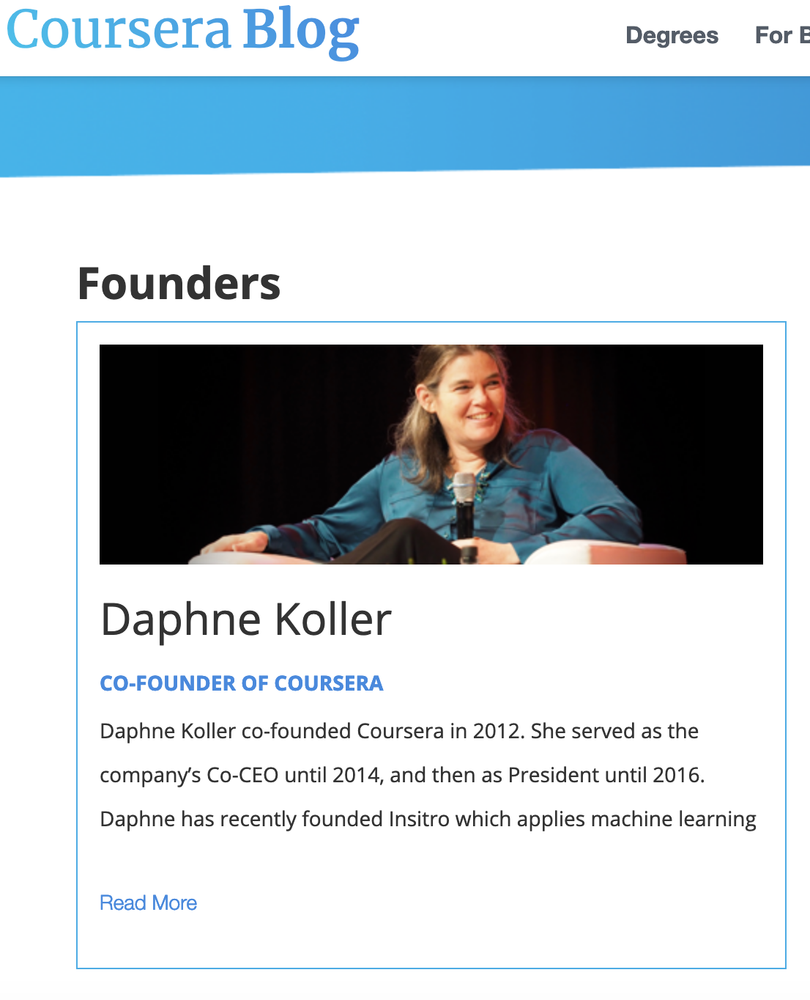 Coursera Blog
Degrees
For
Founders
Daphne Koller
CO-FOUNDER OF COURSERA
Daphne Koller co-founded Coursera in 2012. She served as the
company’s Co-CEO until 2014, and then as President until 2016.
Daphne has recently founded Insitro which applies machine learning
Read More